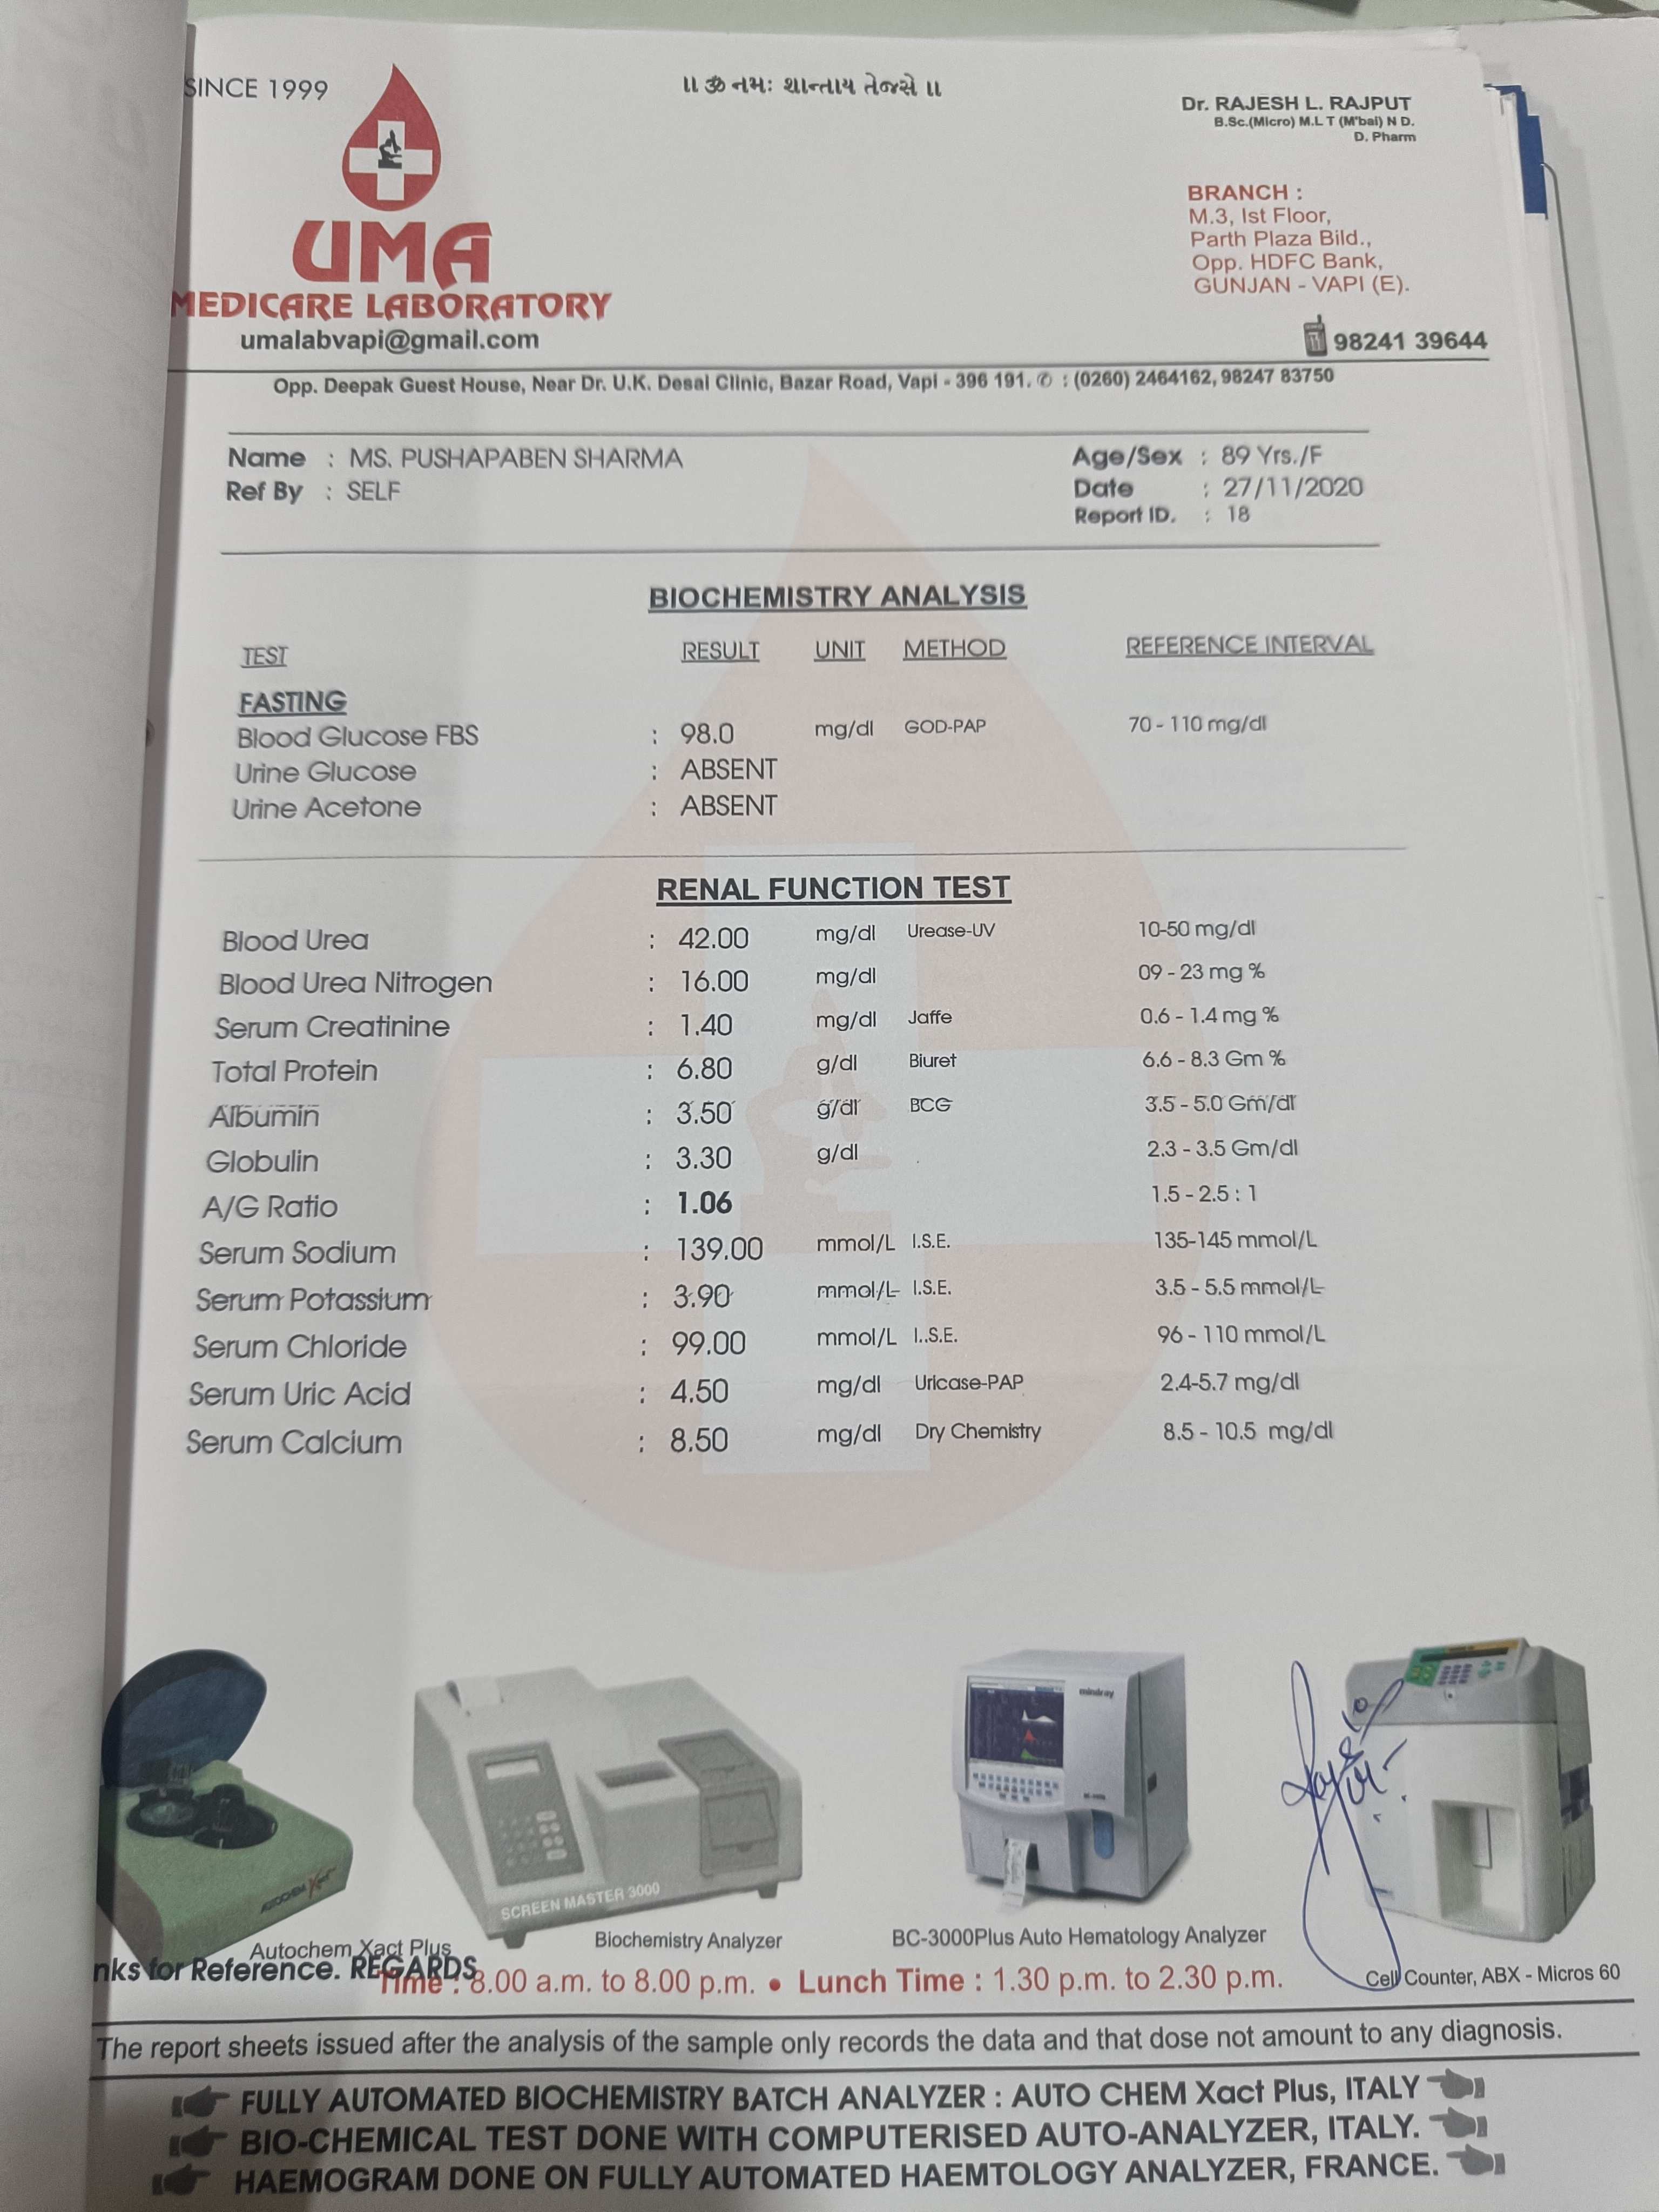 SINCE 1999
॥ ૐ નમઃ શાન્તાય તેજસે ॥
Dr. RAJESH L. RAJPUT
B.Sc.(Micro) M.L T (M'bai) N D.
D. Pharm
UMA
MEDICARE LABORATORY
umalabvapi@gmail.com
BRANCH :
M.3, Ist Floor,
Parth Plaza Bild.,
Opp. HDFC Bank,
GUNJAN - VAPI (E).
98241 39644
Opp. Deepak Guest House, Near Dr. U.K. Desai Clinic, Bazar Road, Vapi - 396 191. ✆ : (0260) 2464162, 98247 83750
Name : MS. PUSHAPABEN SHARMA Age/Sex : 89 Yrs./F
Ref By : SELF Date : 27/11/2020
Report ID. : 18
BIOCHEMISTRY ANALYSIS
TEST RESULT UNIT METHOD REFERENCE INTERVAL
FASTING
Blood Glucose FBS : 98.0 mg/dl GOD-PAP 70 - 110 mg/dl
Urine Glucose : ABSENT
Urine Acetone : ABSENT
RENAL FUNCTION TEST
Blood Urea : 42.00 mg/dl Urease-UV 10-50 mg/dl
Blood Urea Nitrogen : 16.00 mg/dl 09 - 23 mg %
Serum Creatinine : 1.40 mg/dl Jaffe 0.6 - 1.4 mg %
Total Protein : 6.80 g/dl Biuret 6.6 - 8.3 Gm %
Albumin : 3.50 g/dl BCG 3.5 - 5.0 Gm/dl
Globulin : 3.30 g/dl 2.3 - 3.5 Gm/dl
A/G Ratio : 1.06 1.5 - 2.5 : 1
Serum Sodium : 139.00 mmol/L I.S.E. 135-145 mmol/L
Serum Potassium : 3.90 mmol/L I.S.E. 3.5 - 5.5 mmol/L
Serum Chloride : 99.00 mmol/L I..S.E. 96 - 110 mmol/L
Serum Uric Acid : 4.50 mg/dl Uricase-PAP 2.4-5.7 mg/dl
Serum Calcium : 8.50 mg/dl Dry Chemistry 8.5 - 10.5 mg/dl
mindray
SCREEN MASTER 3000
Autochem Xact Plus
Biochemistry Analyzer
BC-3000Plus Auto Hematology Analyzer
Cell Counter, ABX - Micros 60
nks for Reference. REGARDS
Time : 8.00 a.m. to 8.00 p.m. • Lunch Time : 1.30 p.m. to 2.30 p.m.
The report sheets issued after the analysis of the sample only records the data and that dose not amount to any diagnosis.
FULLY AUTOMATED BIOCHEMISTRY BATCH ANALYZER : AUTO CHEM Xact Plus, ITALY
BIO-CHEMICAL TEST DONE WITH COMPUTERISED AUTO-ANALYZER, ITALY.
HAEMOGRAM DONE ON FULLY AUTOMATED HAEMTOLOGY ANALYZER, FRANCE.